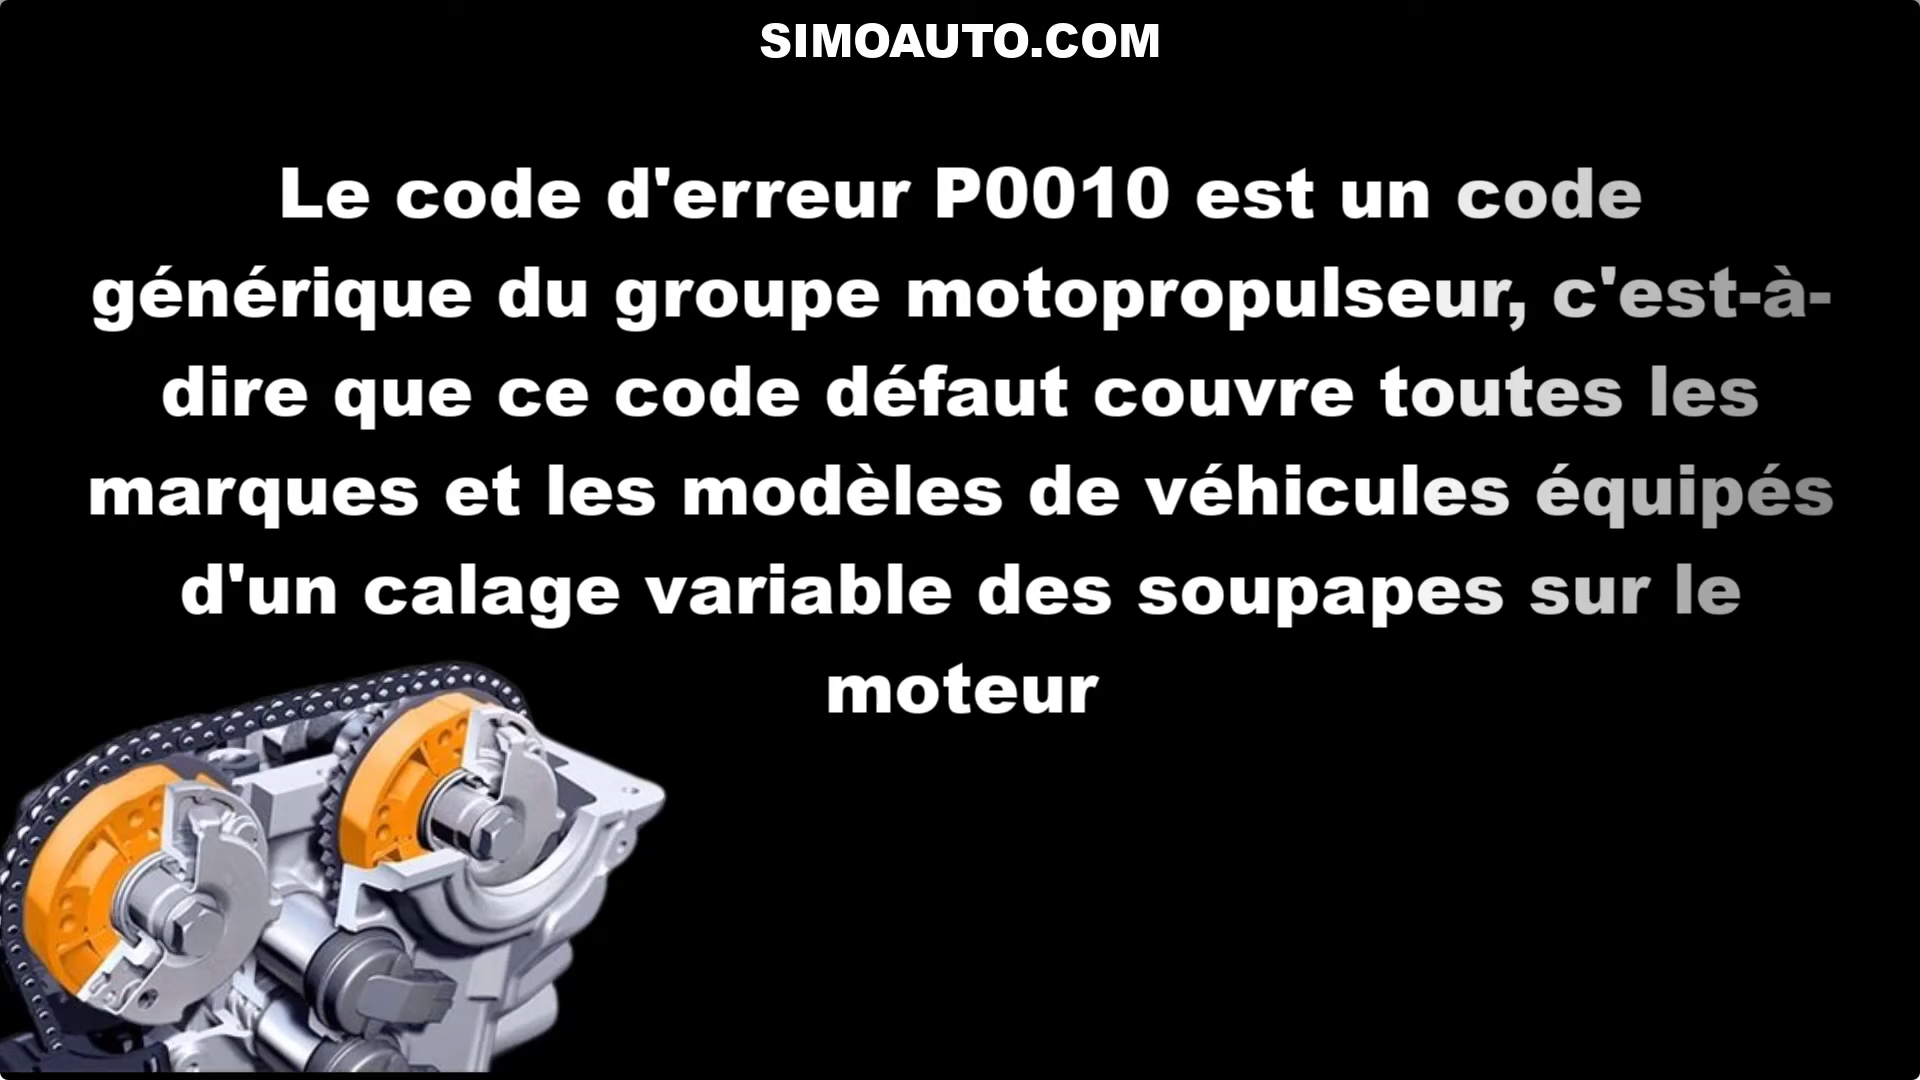 SIMOAUTO.COM
Le code d'erreur P0010 est un code
générique du groupe motopropulseur, c'est-à-
dire que ce code défaut couvre toutes les
marques et les modèles de véhicules équipés
d'un calage variable des soupapes sur le
moteur